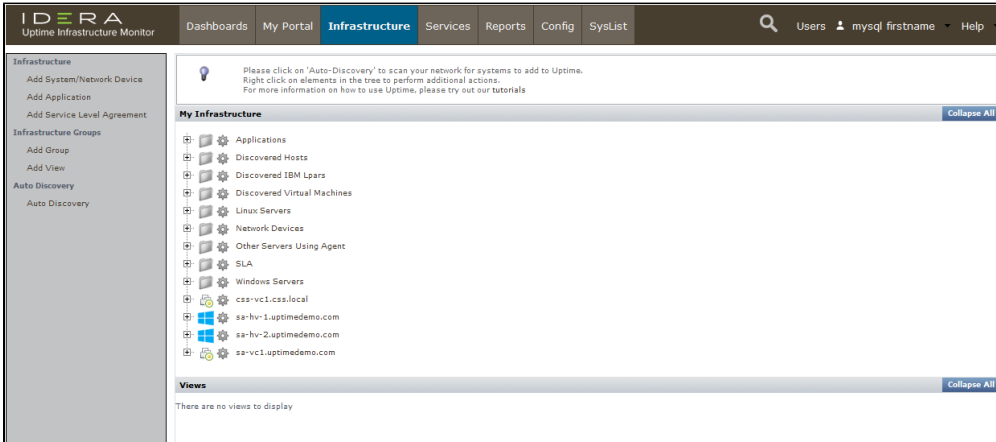 IDERA
Uptime Infrastructure Monitor
Dashboards My Portal Infrastructure Services Reports Config SysList Users mysql firstname Help
Infrastructure
Add System/Network Device
Add Application
Add Service Level Agreement
Infrastructure Groups
Add Group
Add View
Auto Discovery
Auto Discovery
Please click on 'Auto-Discovery' to scan your network for systems to add to Uptime.
Right click on elements in the tree to perform additional actions.
For more information on how to use Uptime, please try out our tutorials
My Infrastructure Collapse All
Applications
Discovered Hosts
Discovered IBM Lpars
Discovered Virtual Machines
Linux Servers
Network Devices
Other Servers Using Agent
SLA
Windows Servers
css-vc1.css.local
sa-hv-1.uptimedemo.com
sa-hv-2.uptimedemo.com
sa-vc1.uptimedemo.com
Views Collapse All
There are no views to display